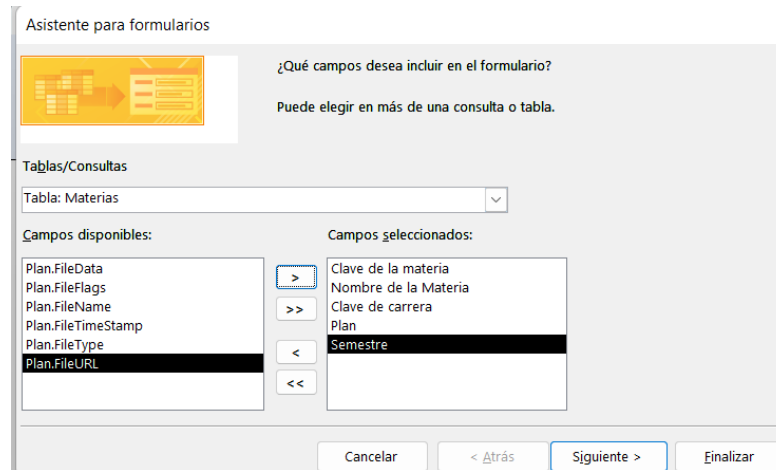 Asistente para formularios
¿Qué campos desea incluir en el formulario?
Puede elegir en más de una consulta o tabla.
Tablas/Consultas
Tabla: Materias
Campos disponibles:
Campos seleccionados:
Plan.FileData
Plan.FileFlags
Plan.FileName
Plan.FileTimeStamp
Plan.FileType
Plan.FileURL
>
>>
<
<<
Clave de la materia
Nombre de la Materia
Clave de carrera
Plan
Semestre
Cancelar
< Atrás
Siguiente >
Finalizar